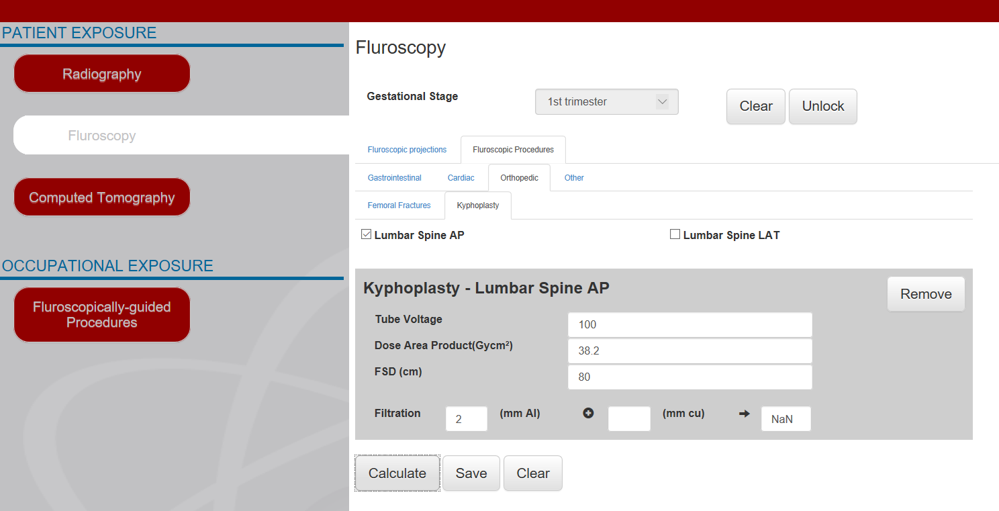 PATIENT EXPOSURE
Radiography
Fluroscopy
Computed Tomography
OCCUPATIONAL EXPOSURE
Fluroscopically-guided
Procedures
Fluroscopy
Gestational Stage
1st trimester
Clear
Unlock
Fluroscopic projections
Fluroscopic Procedures
Gastrointestinal
Cardiac
Orthopedic
Other
Femoral Fractures
Kyphoplasty
Lumbar Spine AP
Lumbar Spine LAT
Kyphoplasty - Lumbar Spine AP
Remove
Tube Voltage
100
Dose Area Product(Gycm²)
38.2
FSD (cm)
80
Filtration
2
(mm Al)
(mm cu)
NaN
Calculate
Save
Clear